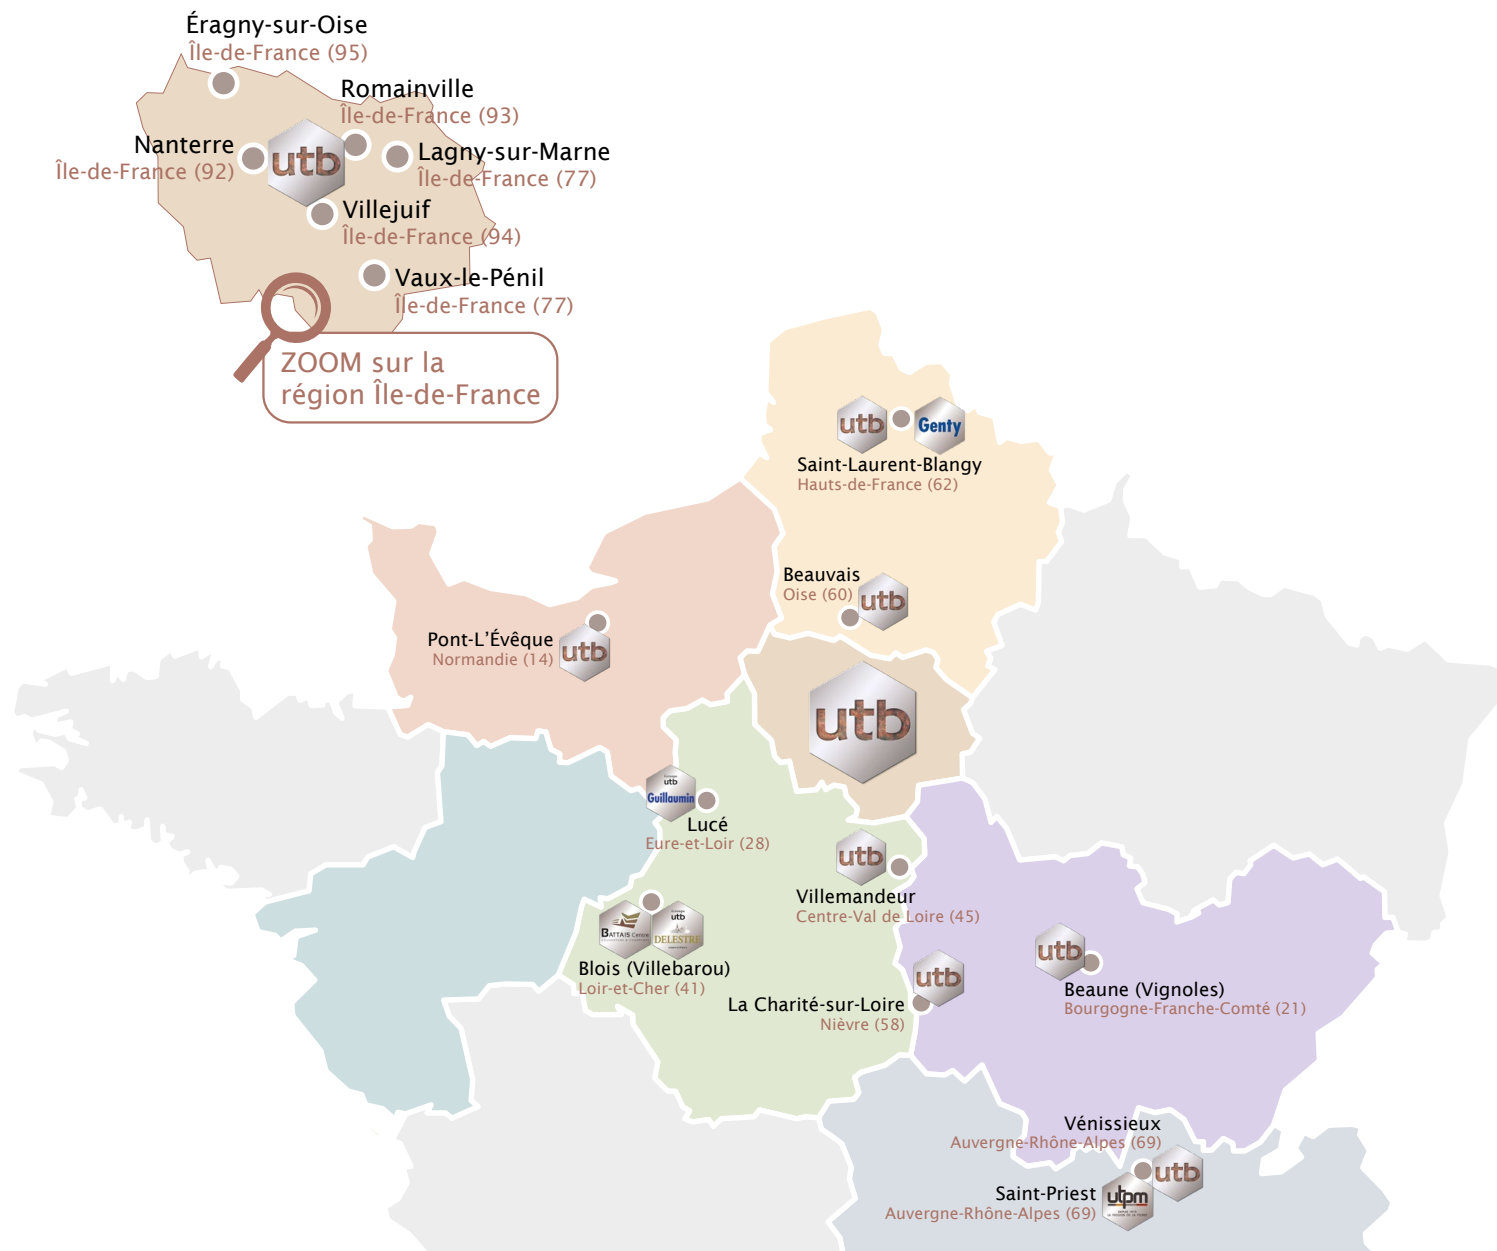 Éragny-sur-Oise
Île-de-France (95)
Romainville
Île-de-France (93)
Nanterre
Île-de-France (92)
utb
Lagny-sur-Marne
Île-de-France (77)
Villejuif
Île-de-France (94)
Vaux-le-Pénil
Île-de-France (77)
ZOOM sur la
région Île-de-France
utb
Genty
Saint-Laurent-Blangy
Hauts-de-France (62)
Beauvais
Oise (60)
utb
Pont-L'Évêque
Normandie (14)
utb
utb
utb
Guillaumin
Lucé
Eure-et-Loir (28)
utb
Villemandeur
Centre-Val de Loire (45)
BATTAIS Centre
utb
DELESTRE
Blois (Villebarou)
Loir-et-Cher (41)
utb
La Charité-sur-Loire
Nièvre (58)
utb
Beaune (Vignoles)
Bourgogne-Franche-Comté (21)
Vénissieux
Auvergne-Rhône-Alpes (69)
utb
Saint-Priest
Auvergne-Rhône-Alpes (69)
utpm